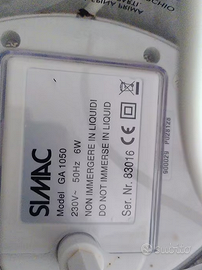 SIMAC
Model GA 1050
230V~ 50Hz 6W
NON IMMERGERE IN LIQUIDI
DO NOT IMMERSE IN LIQUID
Ser. Nr. 83016
Subito